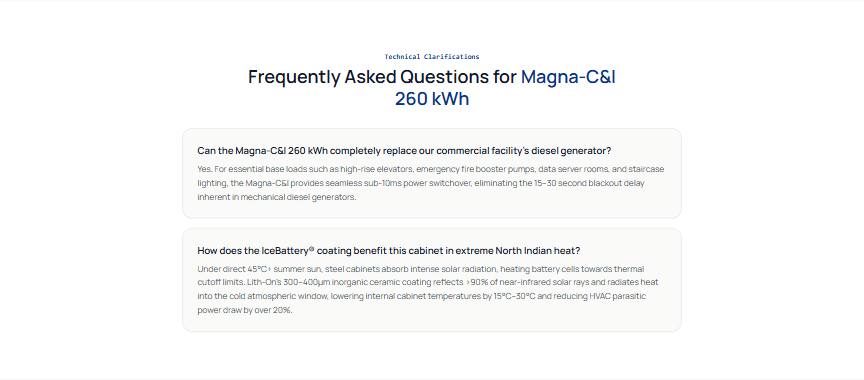 Technical Clarifications
Frequently Asked Questions for Magna-C&I
260 kWh
Can the Magna-C&I 260 kWh completely replace our commercial facility's diesel generator?
Yes. For essential base loads such as high-rise elevators, emergency fire booster pumps, data server rooms, and staircase
lighting, the Magna-C&I provides seamless sub-10ms power switchover, eliminating the 15–30 second blackout delay
inherent in mechanical diesel generators.
How does the IceBattery® coating benefit this cabinet in extreme North Indian heat?
Under direct 45°C+ summer sun, steel cabinets absorb intense solar radiation, heating battery cells towards thermal
cutoff limits. Lith-On's 300–400μm inorganic ceramic coating reflects >90% of near-infrared solar rays and radiates heat
into the cold atmospheric window, lowering internal cabinet temperatures by 15°C–30°C and reducing HVAC parasitic
power draw by over 20%.